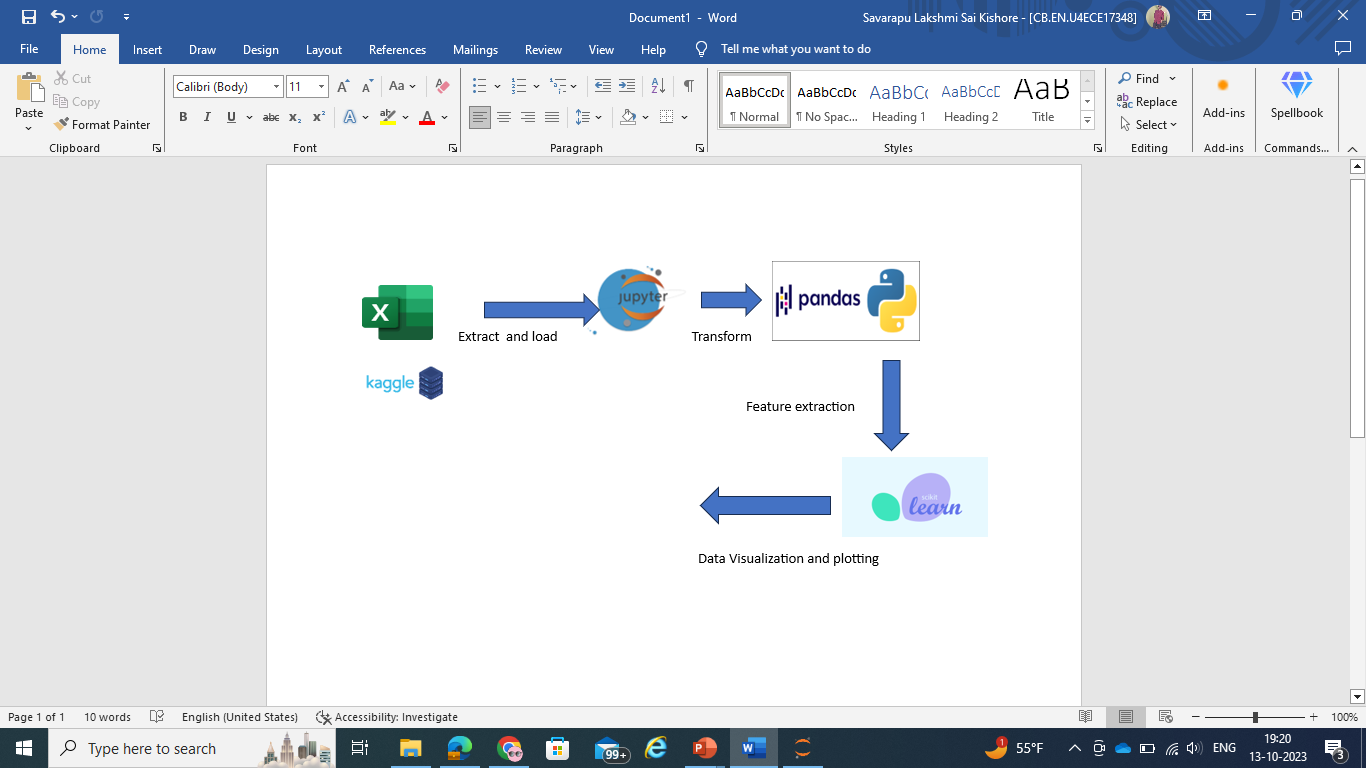 Document1 - Word
Savarapu Lakshmi Sai Kishore - [CB.EN.U4ECE17348]
File Home Insert Draw Design Layout References Mailings Review View Help Tell me what you want to do
Paste
Cut
Copy
Format Painter
Clipboard
Calibri (Body) 11
B I U abc x₂ x²
Font
Paragraph
AaBbCcDc AaBbCcDc AaBbCc AaBbCcD AaB
¶ Normal ¶ No Spac... Heading 1 Heading 2 Title
Styles
Find
Replace
Select
Editing
Add-ins
Add-ins
Spellbook
Commands...
jupyter
pandas
Extract and load
Transform
kaggle
Feature extraction
scikit
learn
Data Visualization and plotting
Page 1 of 1 10 words English (United States) Accessibility: Investigate 100%
Type here to search
99+
55°F
ENG
19:20
13-10-2023
3